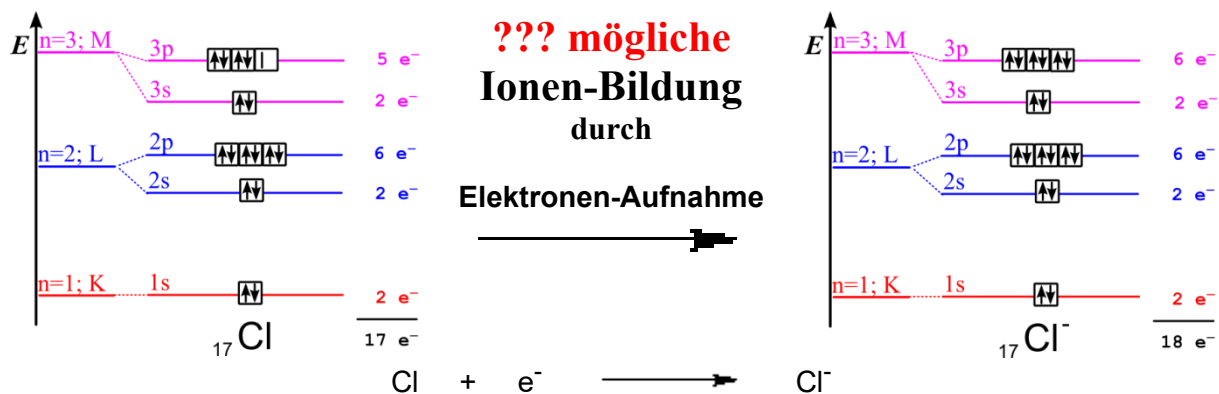 E
n=3; M
3p
5 e⁻
3s
2 e⁻
n=2; L
2p
6 e⁻
2s
2 e⁻
n=1; K
1s
2 e⁻
₁₇Cl
17 e⁻
??? mögliche
Ionen-Bildung
durch
Elektronen-Aufnahme
E
n=3; M
3p
6 e⁻
3s
2 e⁻
n=2; L
2p
6 e⁻
2s
2 e⁻
n=1; K
1s
2 e⁻
₁₇Cl⁻
18 e⁻
Cl + e⁻ ⟶ Cl⁻